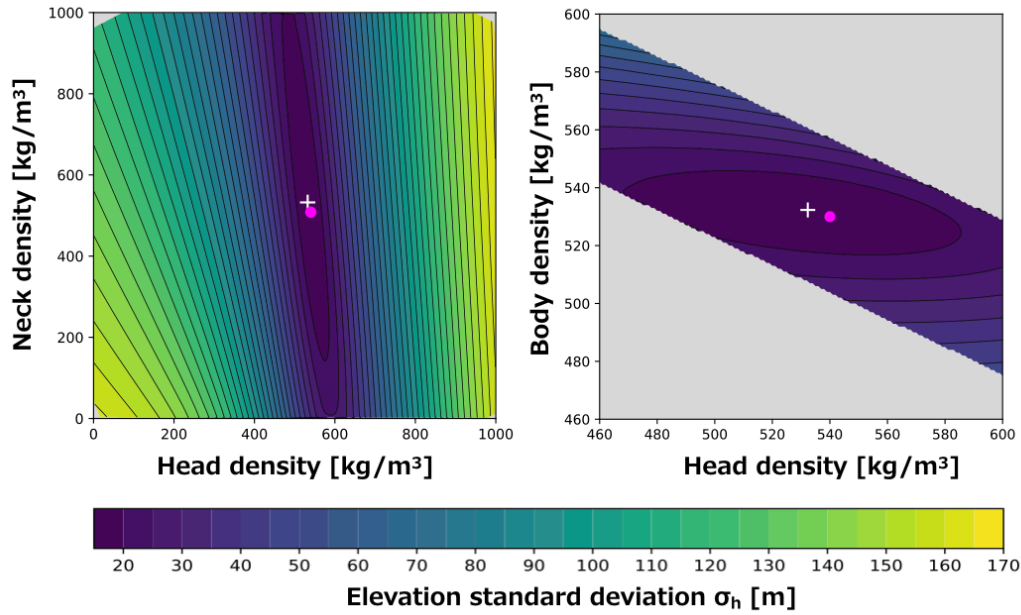 1000
800
600
400
200
0
Neck density [kg/m³]
0 200 400 600 800 1000
Head density [kg/m³]
600
580
560
540
520
500
480
460
Body density [kg/m³]
460 480 500 520 540 560 580 600
Head density [kg/m³]
20 30 40 50 60 70 80 90 100 110 120 130 140 150 160 170
Elevation standard deviation σₕ [m]